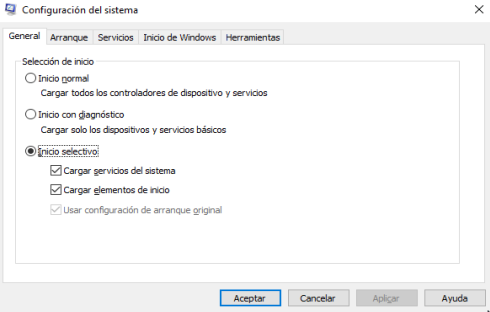 Configuración del sistema
General Arranque Servicios Inicio de Windows Herramientas
Selección de inicio
Inicio normal
Cargar todos los controladores de dispositivo y servicios
Inicio con diagnóstico
Cargar solo los dispositivos y servicios básicos
Inicio selectivo
Cargar servicios del sistema
Cargar elementos de inicio
Usar configuración de arranque original
Aceptar Cancelar Aplicar Ayuda